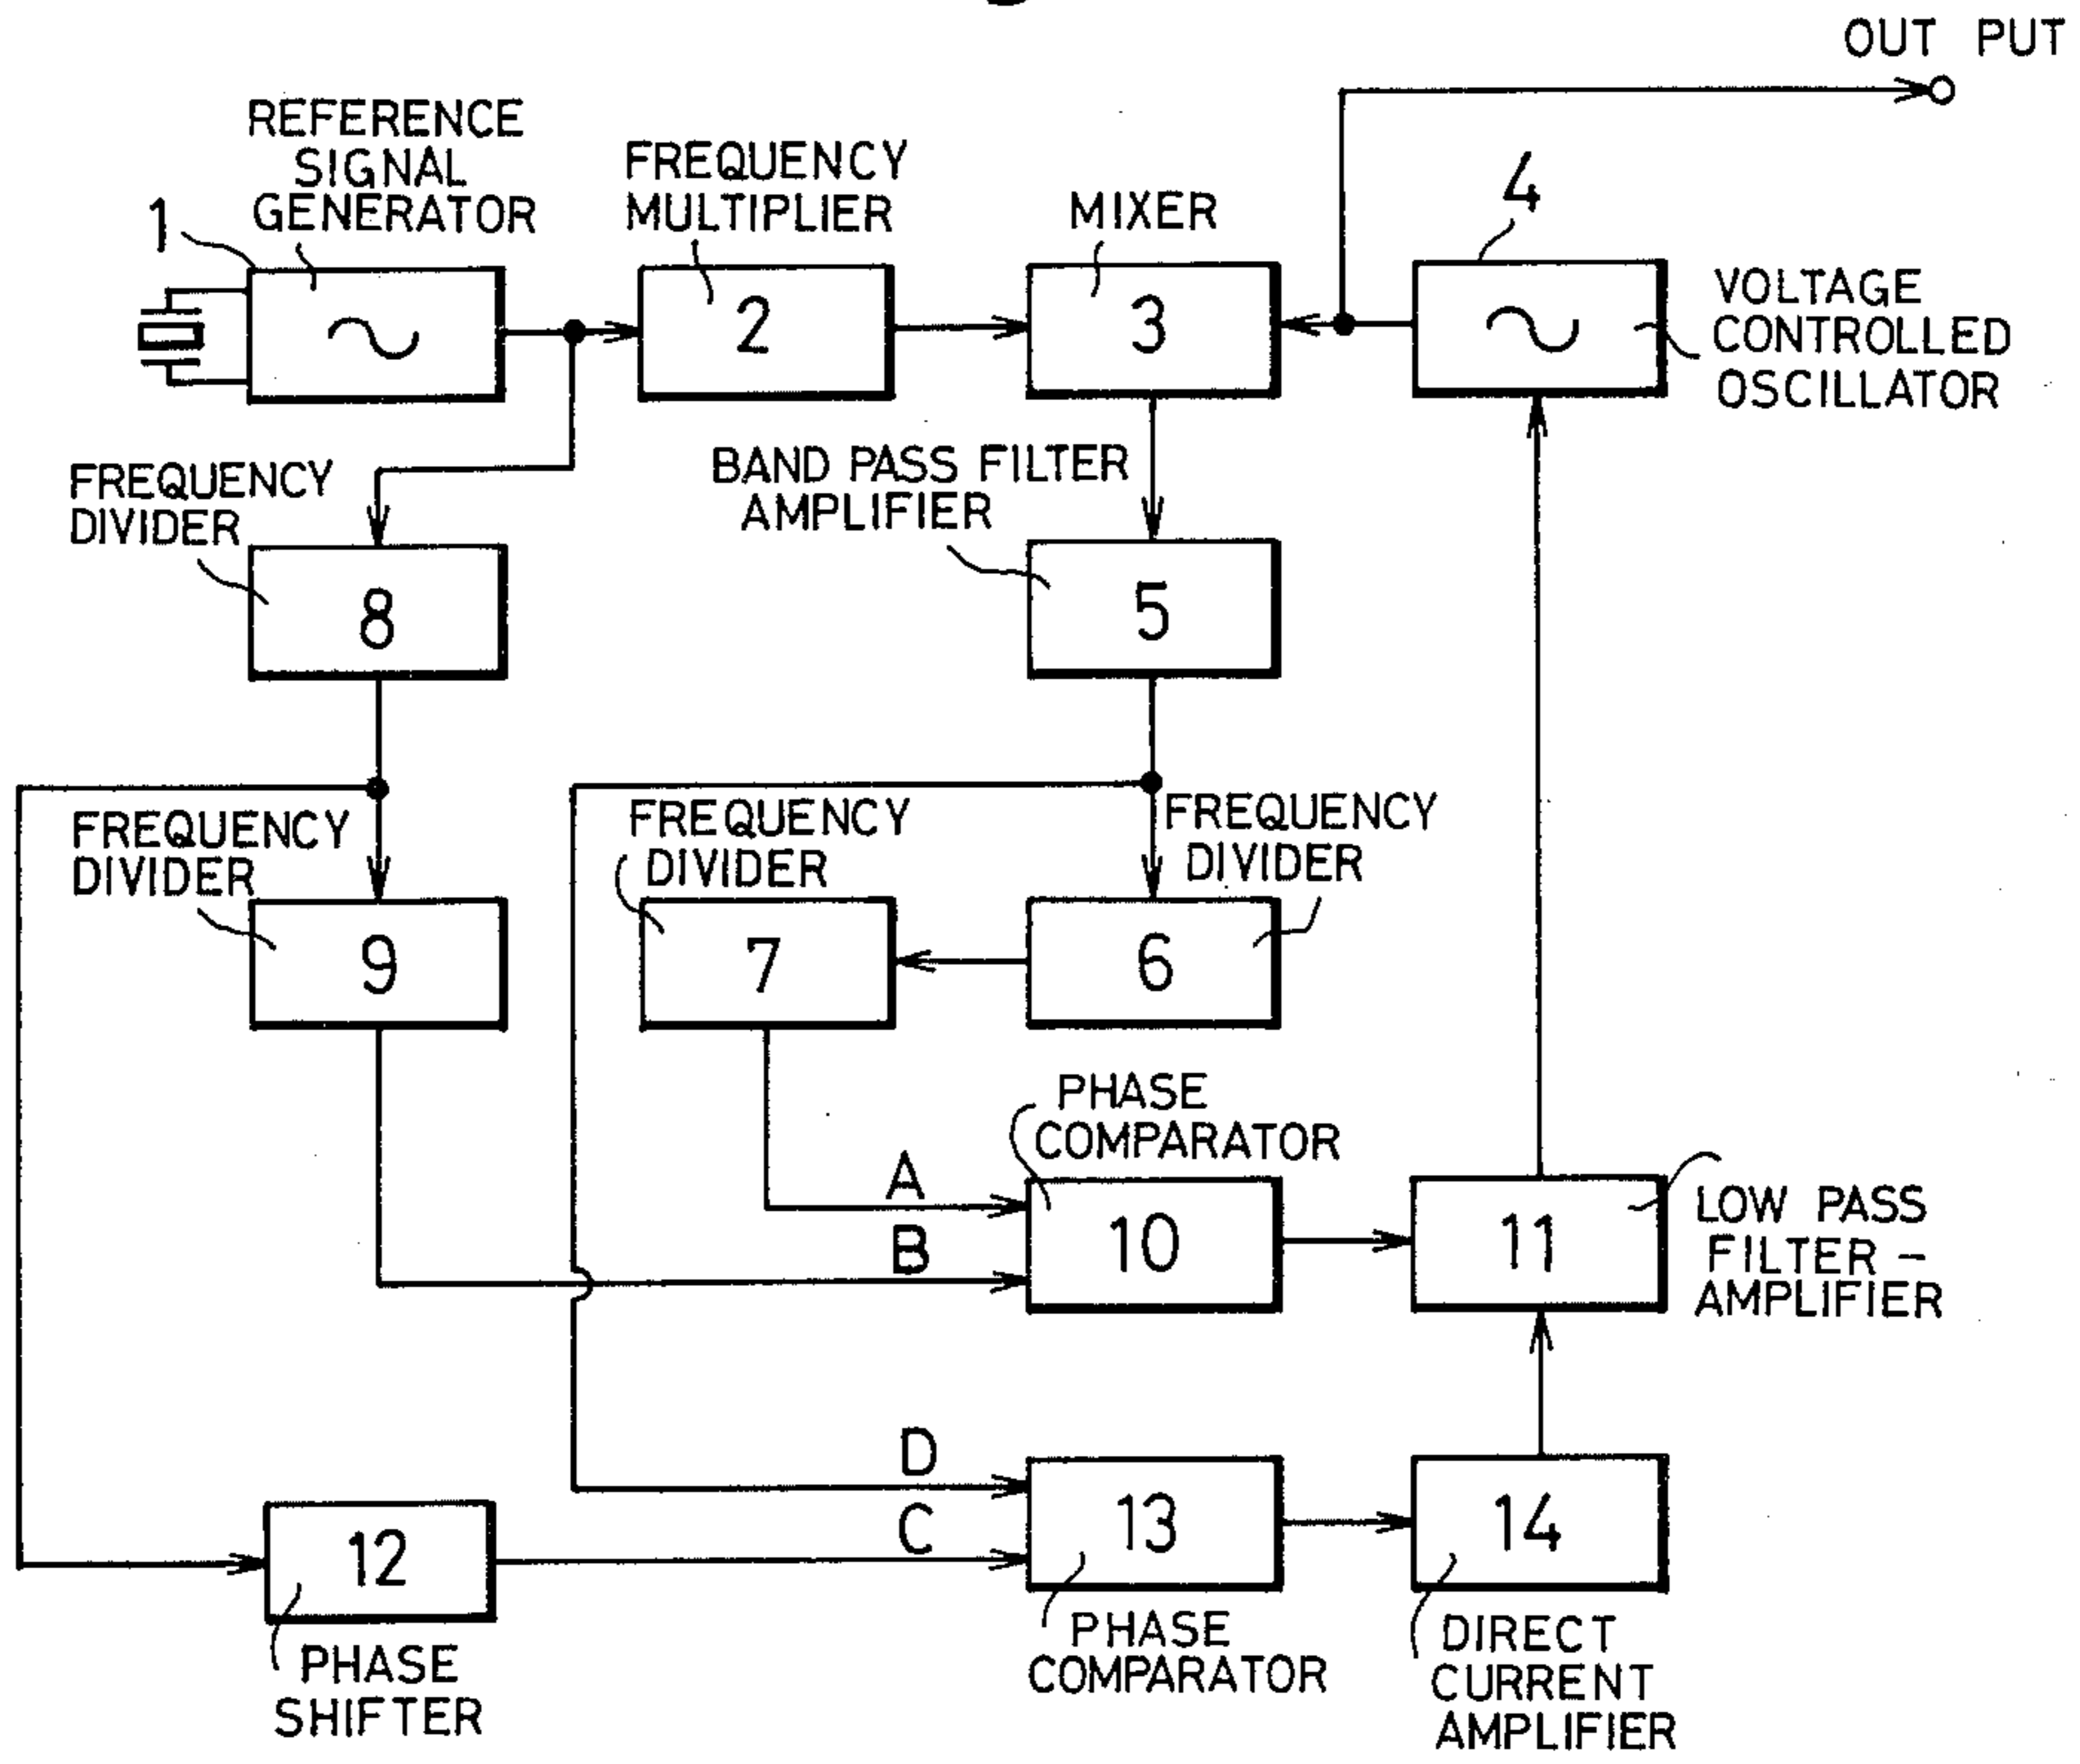 OUT PUT
REFERENCE
SIGNAL
GENERATOR
1
FREQUENCY
MULTIPLIER
2
MIXER
3
4
VOLTAGE
CONTROLLED
OSCILLATOR
FREQUENCY
DIVIDER
8
BAND PASS FILTER
AMPLIFIER
5
FREQUENCY
DIVIDER
9
FREQUENCY
DIVIDER
7
FREQUENCY
DIVIDER
6
PHASE
COMPARATOR
A
B
10
11
LOW PASS
FILTER -
AMPLIFIER
D
C
12
PHASE
SHIFTER
13
PHASE
COMPARATOR
14
DIRECT
CURRENT
AMPLIFIER